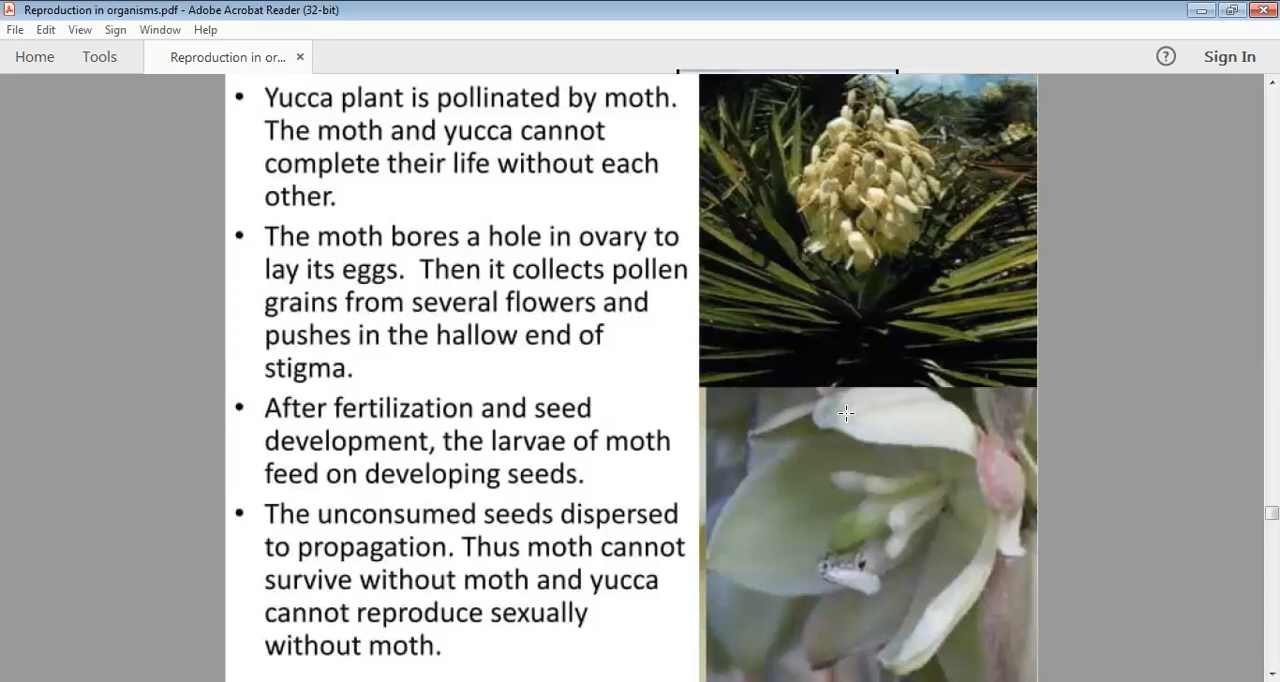 Reproduction in organisms.pdf - Adobe Acrobat Reader (32-bit)
File Edit View Sign Window Help
Home Tools Reproduction in or... × ? Sign In
• Yucca plant is pollinated by moth.
The moth and yucca cannot
complete their life without each
other.
• The moth bores a hole in ovary to
lay its eggs. Then it collects pollen
grains from several flowers and
pushes in the hallow end of
stigma.
• After fertilization and seed
development, the larvae of moth
feed on developing seeds.
• The unconsumed seeds dispersed
to propagation. Thus moth cannot
survive without moth and yucca
cannot reproduce sexually
without moth.